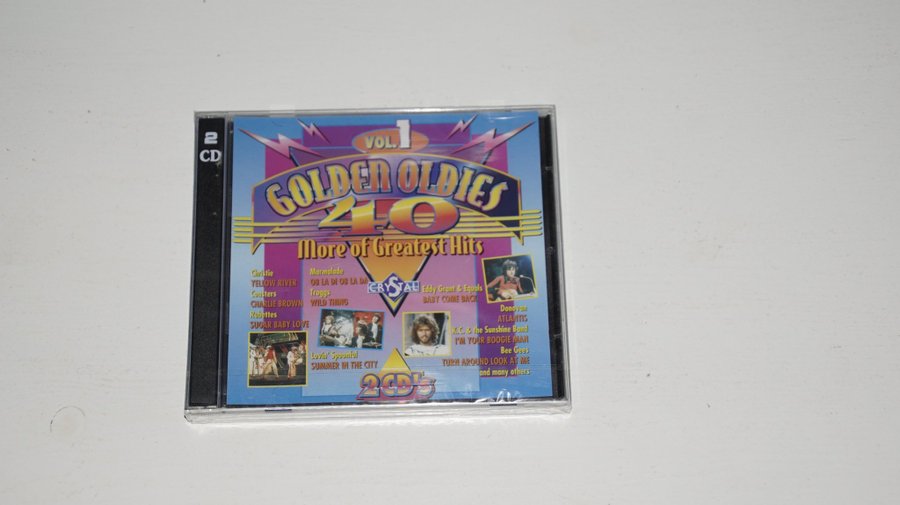 2
CD
VOL. 1
GOLDEN OLDIES
40
More of Greatest Hits
CRYSTAL
Christie
YELLOW RIVER
Coasters
CHARLIE BROWN
Rubettes
SUGAR BABY LOVE
Marmalade
OB LA DI OB LA DA
Troggs
WILD THING
Lovin' Spoonful
SUMMER IN THE CITY
Eddy Grant & Equals
BABY COME BACK
Donovan
ATLANTIS
K.C. & the Sunshine Band
I'M YOUR BOOGIE MAN
Bee Gees
TURN AROUND LOOK AT ME
and many others
2 CD's